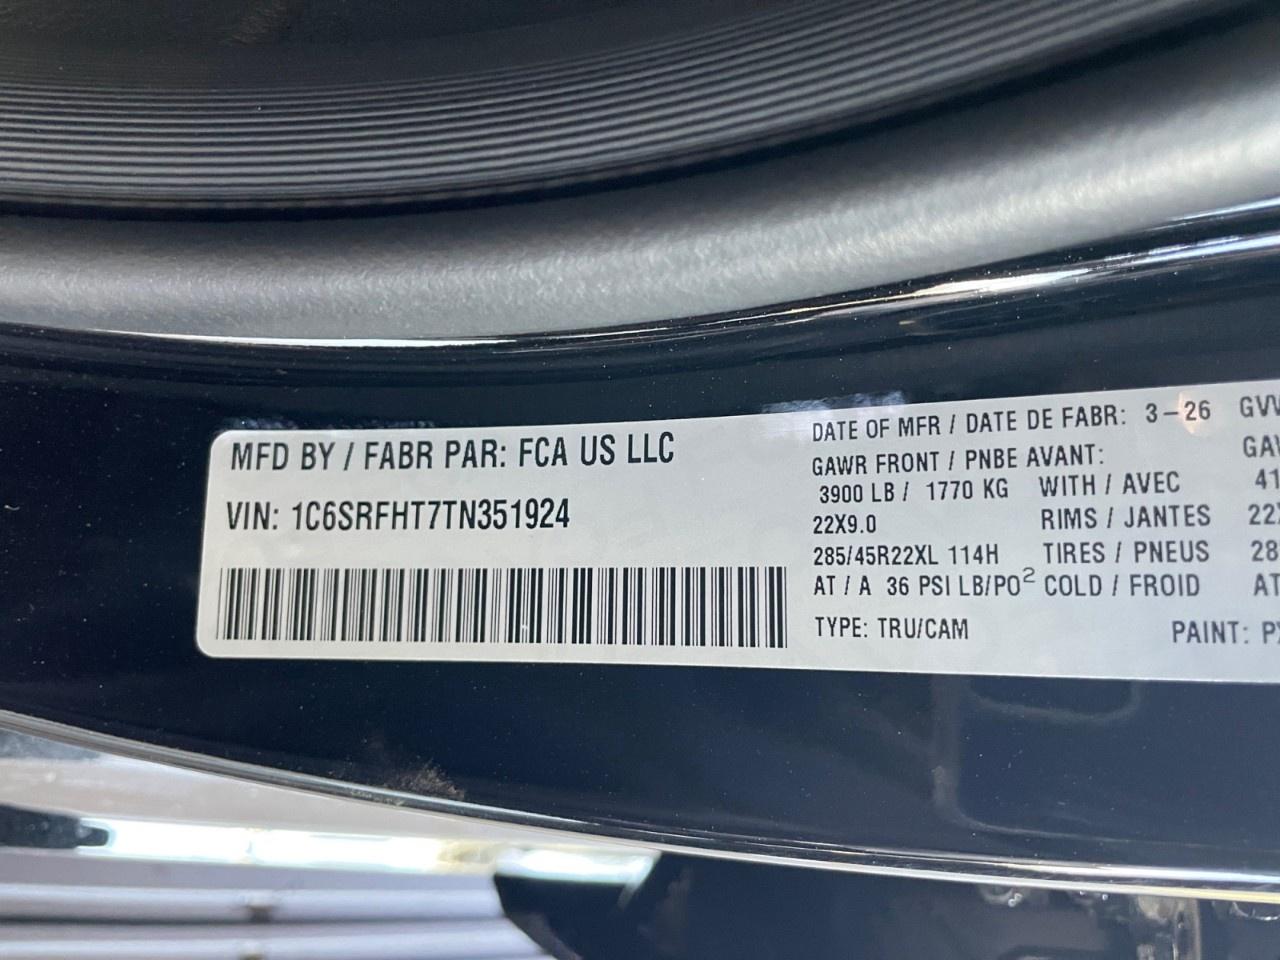 MFD BY / FABR PAR: FCA US LLC
VIN: 1C6SRFHT7TN351924
DATE OF MFR / DATE DE FABR: 3-26
GAWR FRONT / PNBE AVANT:
3900 LB / 1770 KG WITH / AVEC
22X9.0 RIMS / JANTES
285/45R22XL 114H TIRES / PNEUS
AT / A 36 PSI LB/PO² COLD / FROID
TYPE: TRU/CAM
PAINT:
AT